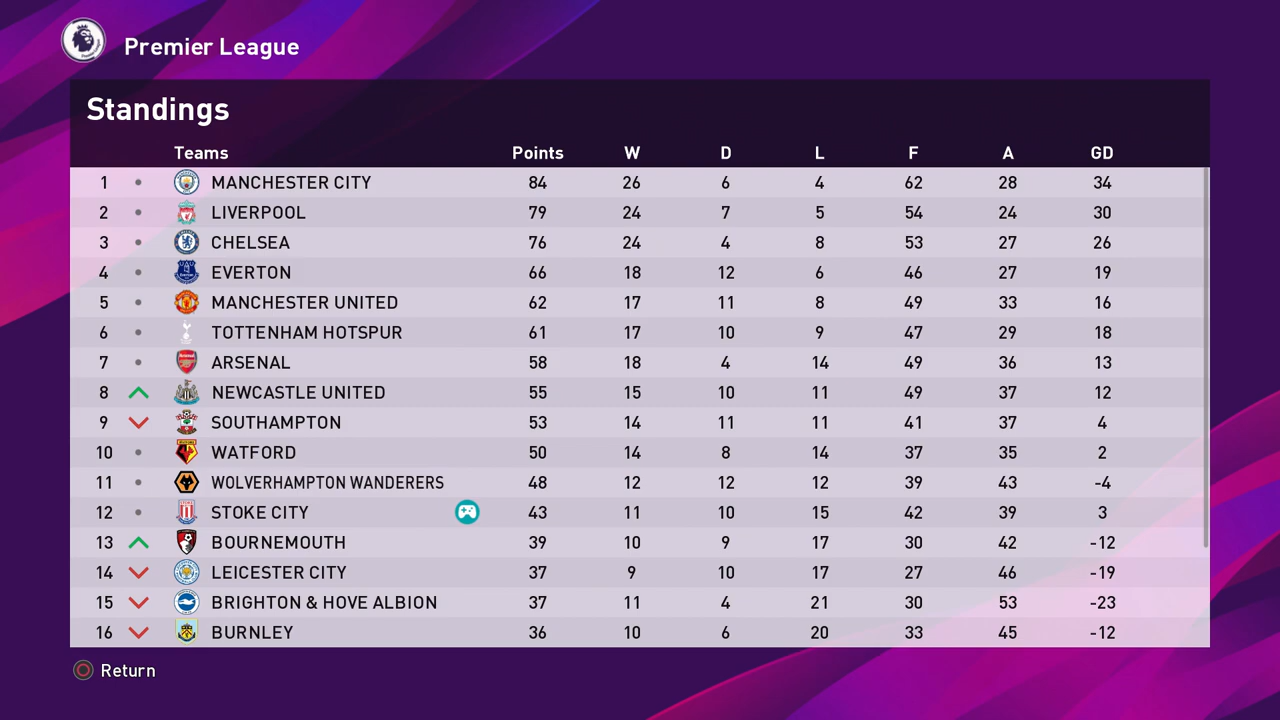 Premier League
Standings
Teams Points W D L F A GD
1 MANCHESTER CITY 84 26 6 4 62 28 34
2 LIVERPOOL 79 24 7 5 54 24 30
3 CHELSEA 76 24 4 8 53 27 26
4 EVERTON 66 18 12 6 46 27 19
5 MANCHESTER UNITED 62 17 11 8 49 33 16
6 TOTTENHAM HOTSPUR 61 17 10 9 47 29 18
7 ARSENAL 58 18 4 14 49 36 13
8 NEWCASTLE UNITED 55 15 10 11 49 37 12
9 SOUTHAMPTON 53 14 11 11 41 37 4
10 WATFORD 50 14 8 14 37 35 2
11 WOLVERHAMPTON WANDERERS 48 12 12 12 39 43 -4
12 STOKE CITY 43 11 10 15 42 39 3
13 BOURNEMOUTH 39 10 9 17 30 42 -12
14 LEICESTER CITY 37 9 10 17 27 46 -19
15 BRIGHTON & HOVE ALBION 37 11 4 21 30 53 -23
16 BURNLEY 36 10 6 20 33 45 -12
Return